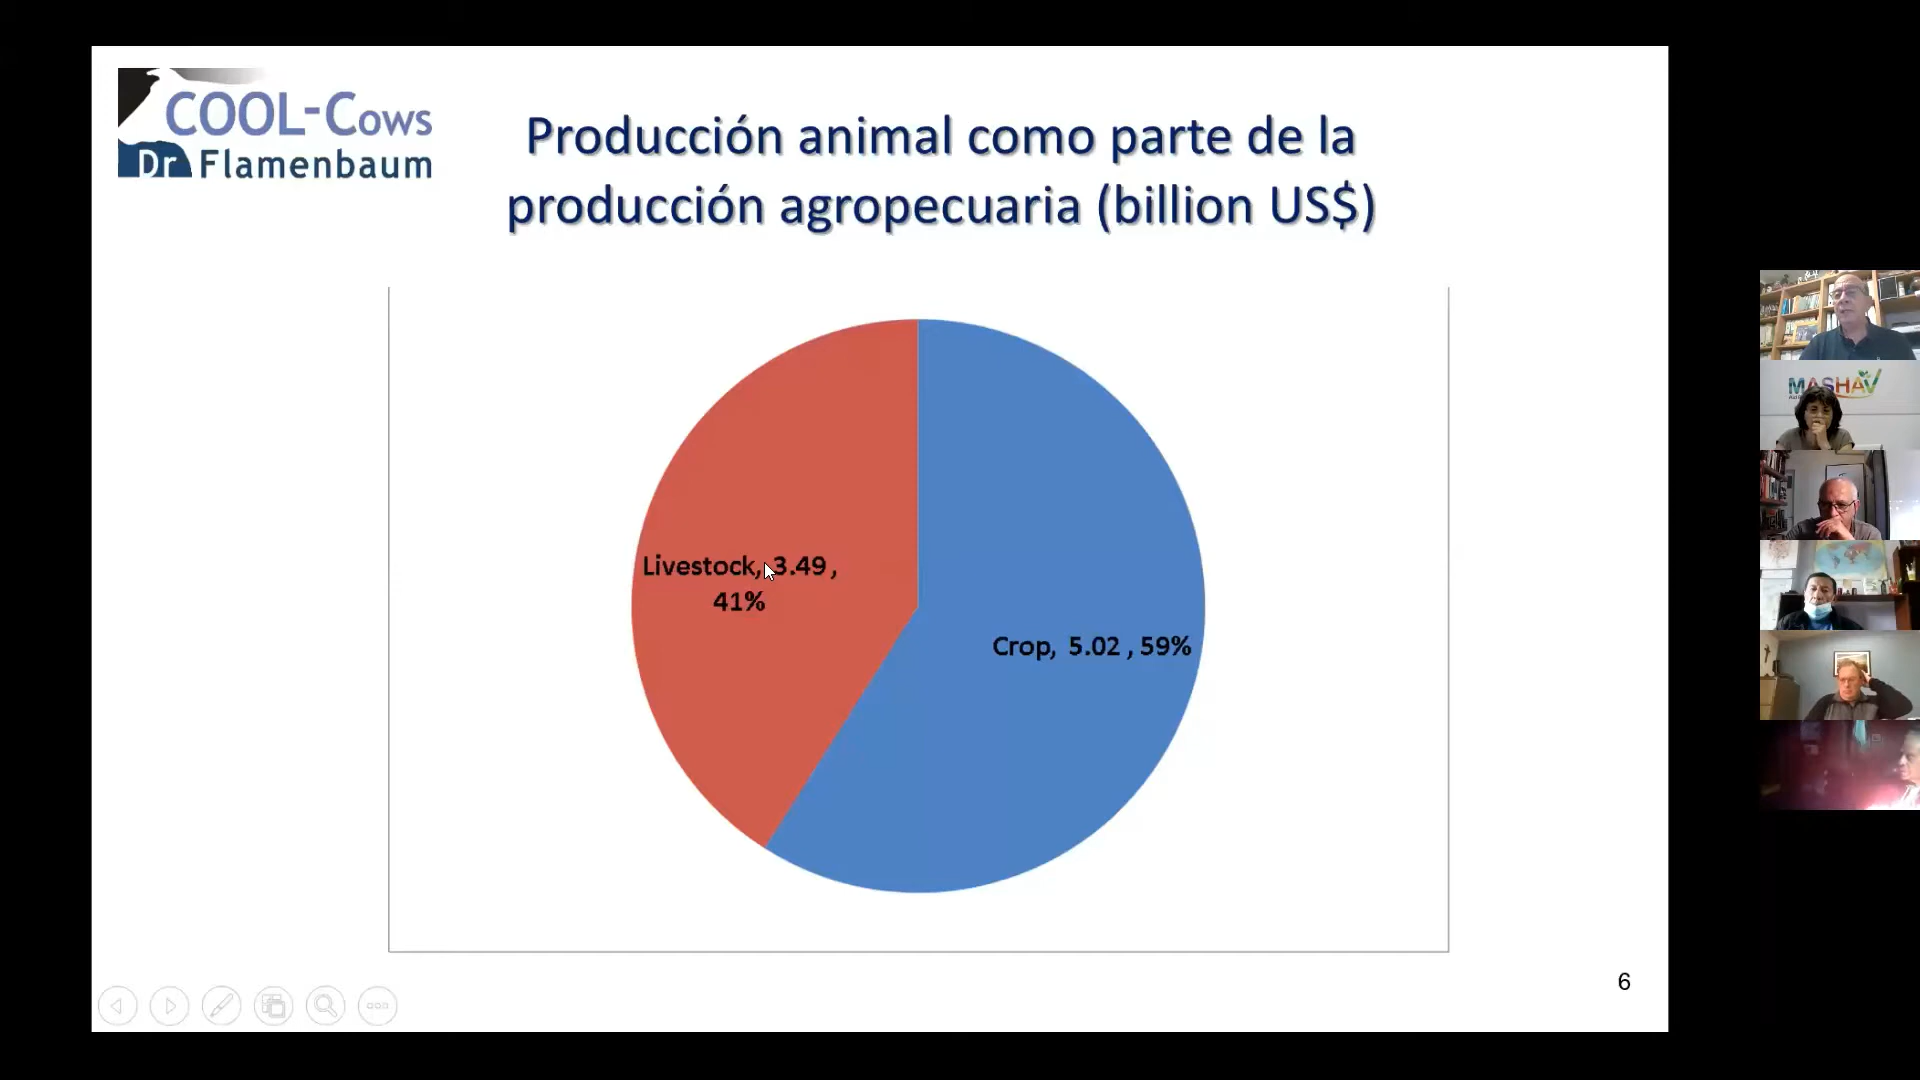 COOL-Cows
Dr Flamenbaum
Producción animal como parte de la
producción agropecuaria (billion US$)
Livestock, 3.49 ,
41%
Crop, 5.02 , 59%
6
MASHAV